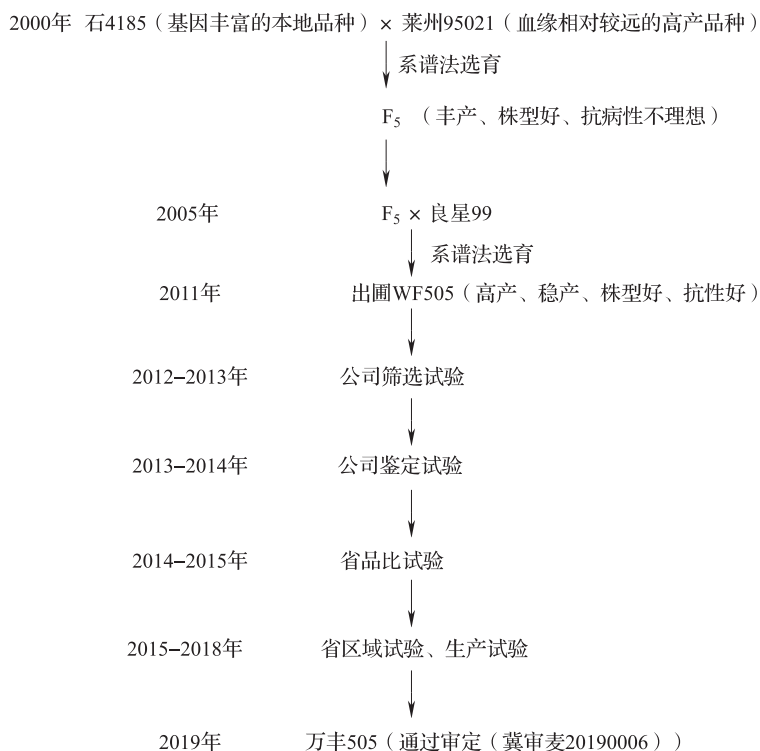 2000年 石4185（基因丰富的本地品种）× 莱州95021（血缘相对较远的高产品种）
系谱法选育
F₅ （丰产、株型好、抗病性不理想）
2005年 F₅ × 良星99
系谱法选育
2011年 出圃WF505（高产、稳产、株型好、抗性好）
2012–2013年 公司筛选试验
2013–2014年 公司鉴定试验
2014–2015年 省品比试验
2015–2018年 省区域试验、生产试验
2019年 万丰505（通过审定（冀审麦20190006））